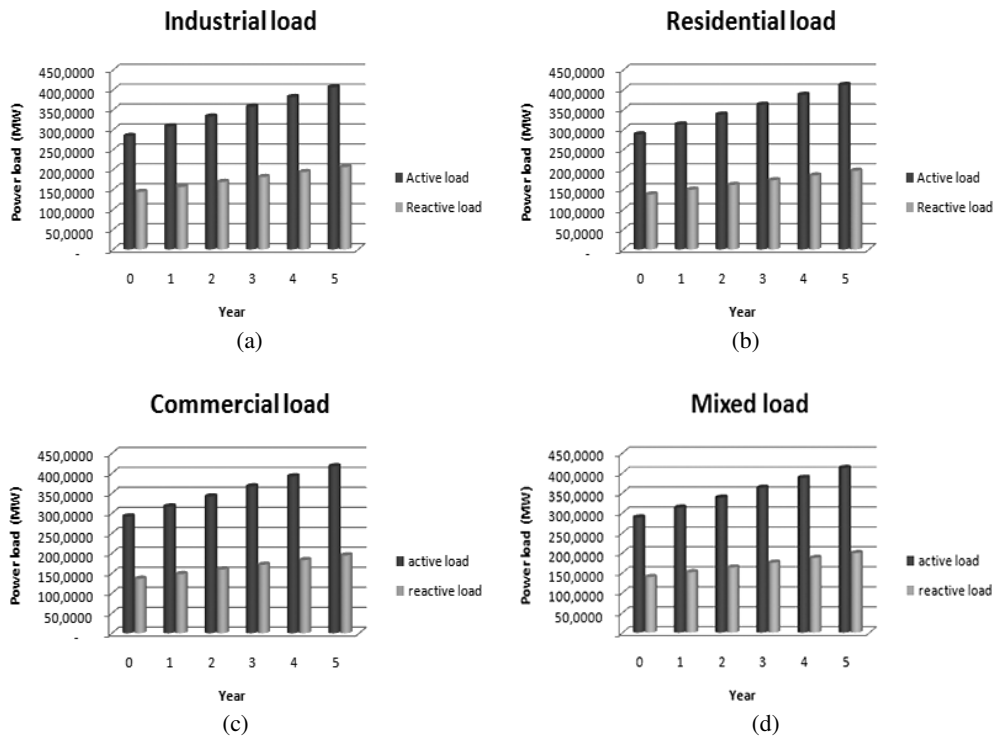 Industrial load
Power load (MW)
450,0000
400,0000
350,0000
300,0000
250,0000
200,0000
150,0000
100,0000
50,0000
-
0 1 2 3 4 5
Year
Active load
Reactive load
(a)
Residential load
Power load (MW)
450,0000
400,0000
350,0000
300,0000
250,0000
200,0000
150,0000
100,0000
50,0000
-
0 1 2 3 4 5
Year
Active load
Reactive load
(b)
Commercial load
Power load (MW)
450,0000
400,0000
350,0000
300,0000
250,0000
200,0000
150,0000
100,0000
50,0000
-
0 1 2 3 4 5
Year
active load
reactive load
(c)
Mixed load
Power load (MW)
450,0000
400,0000
350,0000
300,0000
250,0000
200,0000
150,0000
100,0000
50,0000
-
0 1 2 3 4 5
Year
active load
reactive load
(d)